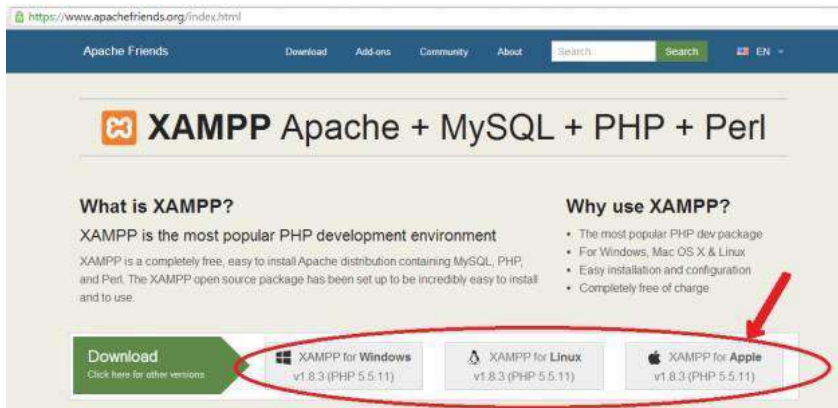 https://www.apachefriends.org/index.html
Apache Friends Download Add-ons Community About Search Search EN
XAMPP Apache + MySQL + PHP + Perl
What is XAMPP?
XAMPP is the most popular PHP development environment
XAMPP is a completely free, easy to install Apache distribution containing MySQL, PHP,
and Perl. The XAMPP open source package has been set up to be incredibly easy to install
and to use.
Why use XAMPP?
• The most popular PHP dev package
• For Windows, Mac OS X & Linux
• Easy installation and configuration
• Completely free of charge
Download
Click here for other versions
XAMPP for Windows
v1.8.3 (PHP 5.5.11)
XAMPP for Linux
v1.8.3 (PHP 5.5.11)
XAMPP for Apple
v1.8.3 (PHP 5.5.11)